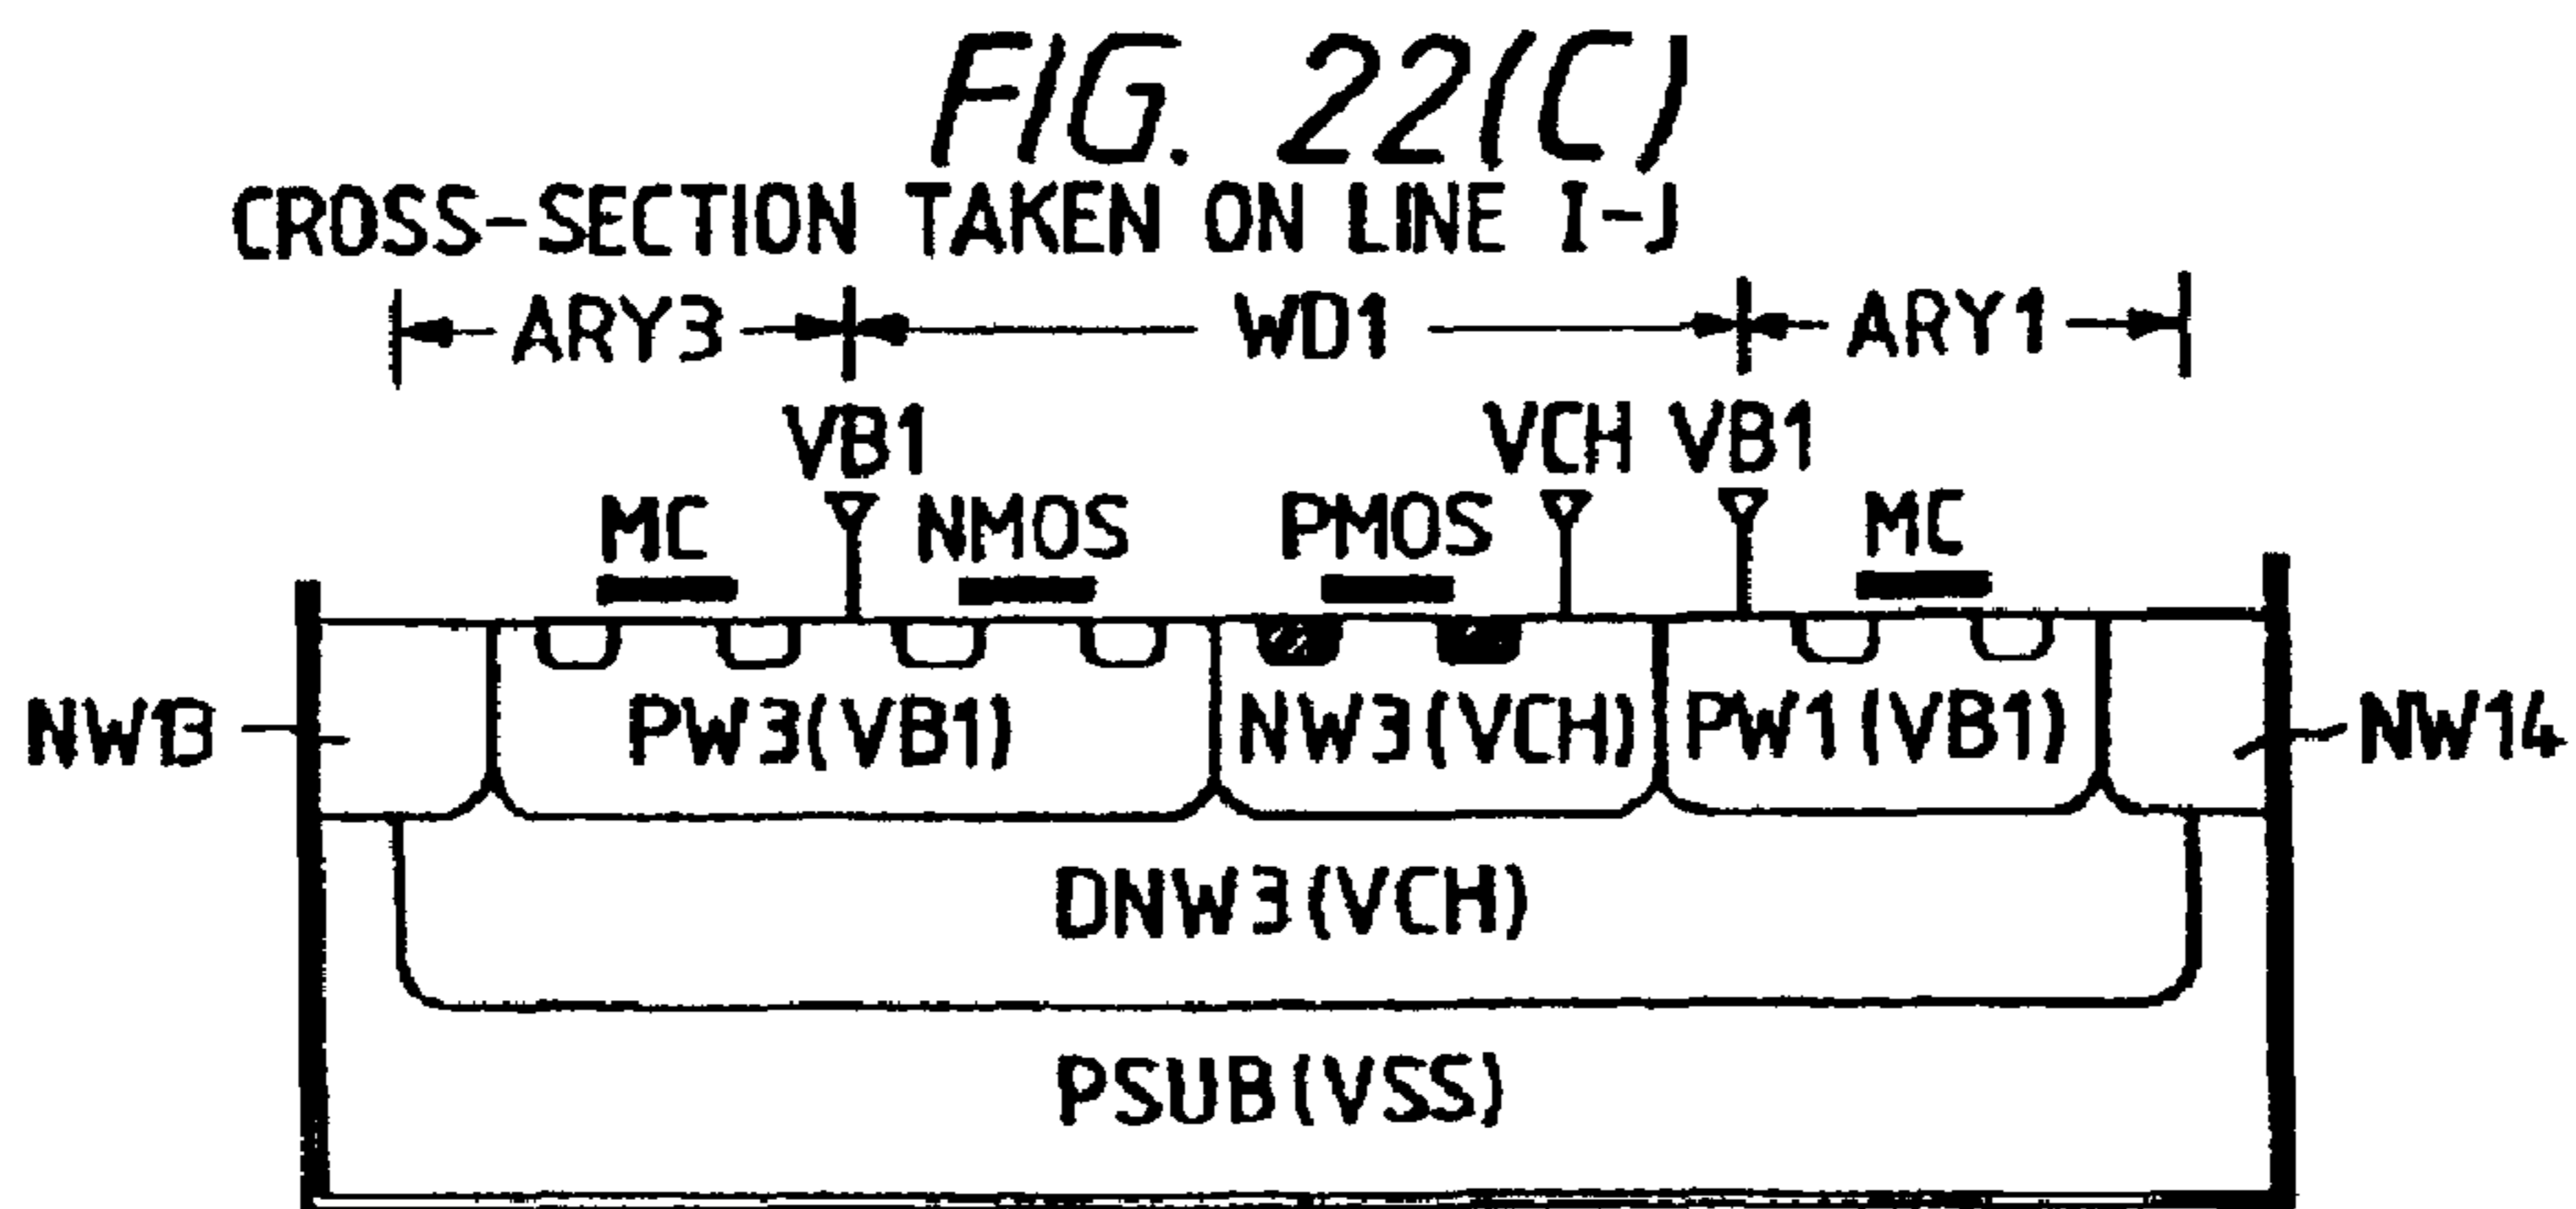 FIG. 22(C)
CROSS-SECTION TAKEN ON LINE I-J
ARY3 WD1 ARY1
VB1 VCH VB1
MC NMOS PMOS MC
NW13 PW3(VB1) NW3(VCH) PW1(VB1) NW14
DNW3(VCH)
PSUB(VSS)